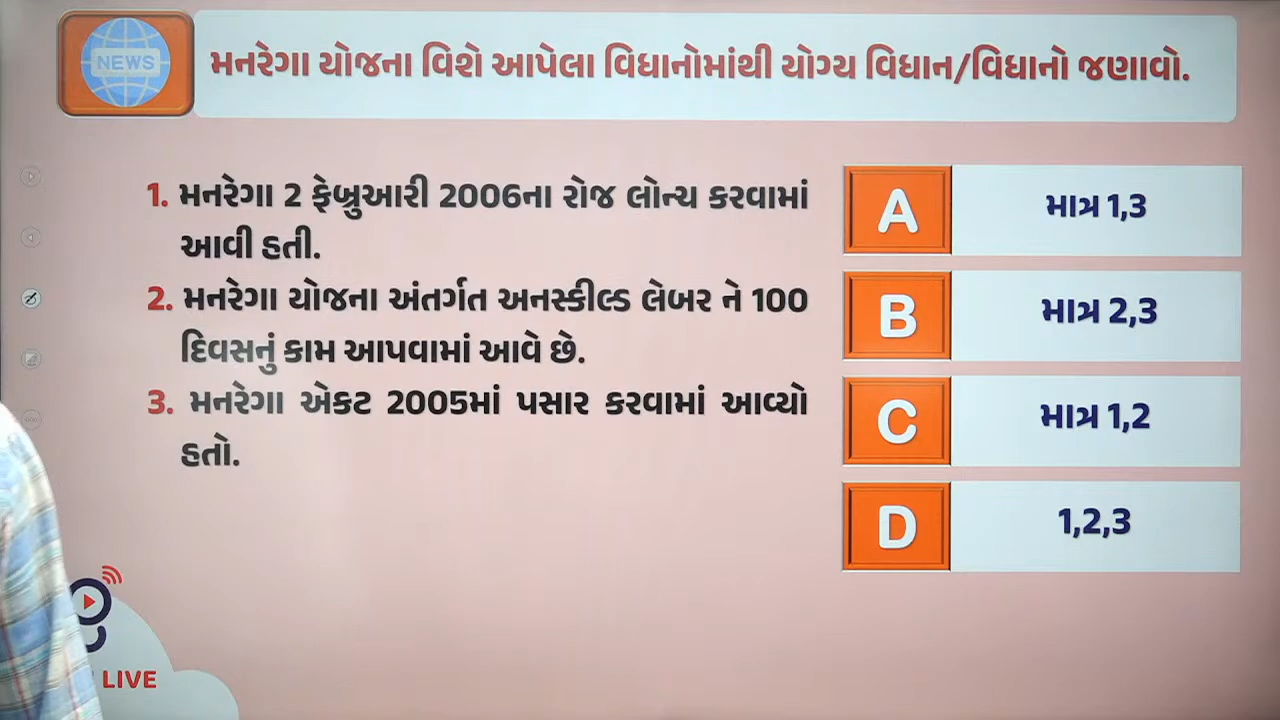 NEWS
મનરેગા યોજના વિશે આપેલા વિધાનોમાંથી યોગ્ય વિધાન/વિધાનો જણાવો.
1. મનરેગા 2 ફેબ્રુઆરી 2006ના રોજ લોન્ચ કરવામાં
આવી હતી.
2. મનરેગા યોજના અંતર્ગત અનસ્કીલ્ડ લેબર ને 100
દિવસનું કામ આપવામાં આવે છે.
3. મનરેગા એકટ 2005માં પસાર કરવામાં આવ્યો
હતો.
A માત્ર 1,3
B માત્ર 2,3
C માત્ર 1,2
D 1,2,3
LIVE